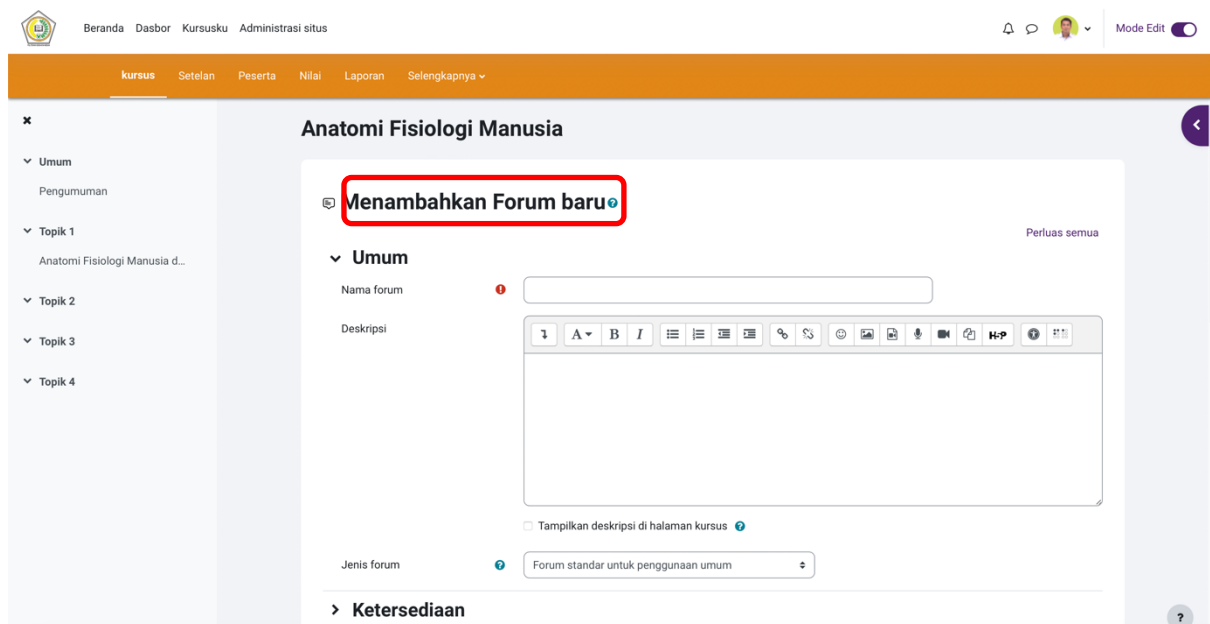 Beranda Dasbor Kursusku Administrasi situs Mode Edit
kursus Setelan Peserta Nilai Laporan Selengkapnya
Anatomi Fisiologi Manusia
Umum
Pengumuman
Menambahkan Forum baru
Topik 1
Perluas semua
Anatomi Fisiologi Manusia d...
Umum
Nama forum
Topik 2
Deskripsi
A B I H-P
Topik 3
Topik 4
Tampilkan deskripsi di halaman kursus
Jenis forum Forum standar untuk penggunaan umum
Ketersediaan
?